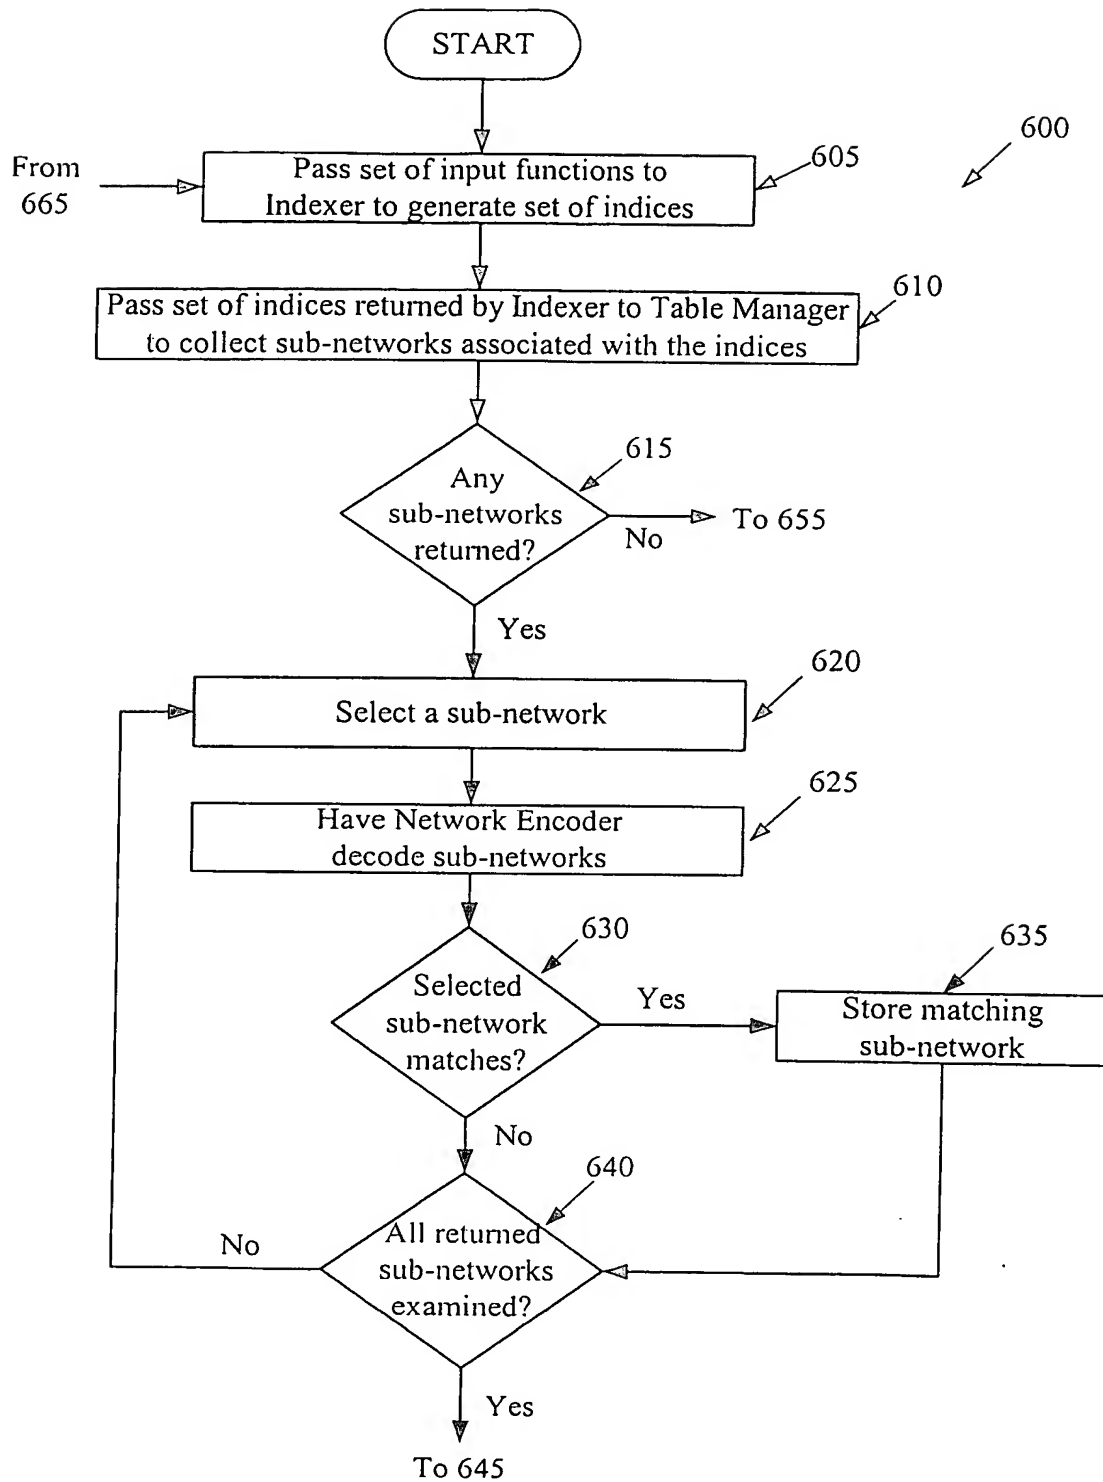 START
600
From
665
Pass set of input functions to
Indexer to generate set of indices
605
Pass set of indices returned by Indexer to Table Manager
to collect sub-networks associated with the indices
610
Any
sub-networks
returned?
615
No
To 655
Yes
Select a sub-network
620
Have Network Encoder
decode sub-networks
625
Selected
sub-network
matches?
630
Yes
Store matching
sub-network
635
No
All returned
sub-networks
examined?
640
No
Yes
To 645